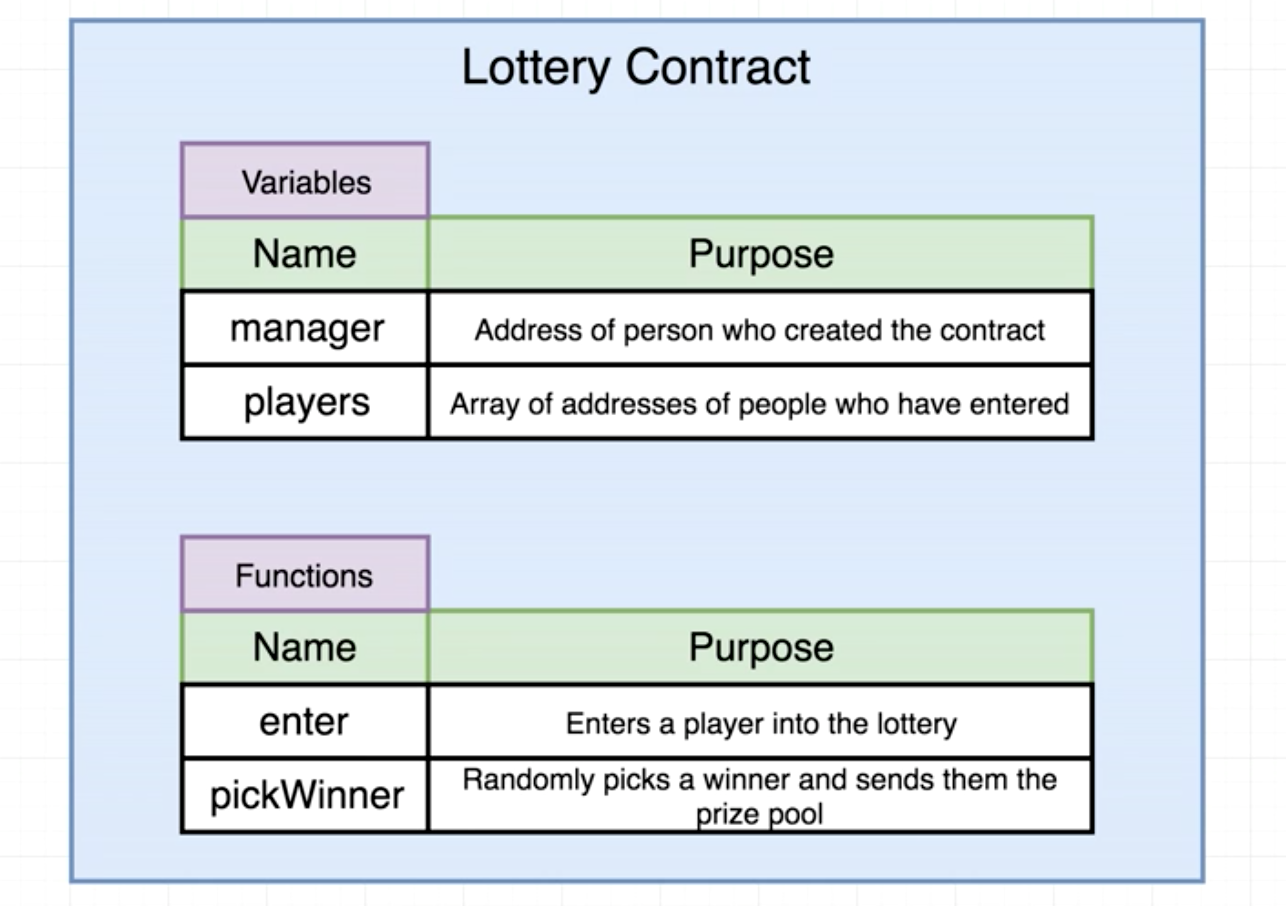 Lottery Contract
Variables
Name
Purpose
manager
Address of person who created the contract
players
Array of addresses of people who have entered
Functions
Name
Purpose
enter
Enters a player into the lottery
pickWinner
Randomly picks a winner and sends them the
prize pool